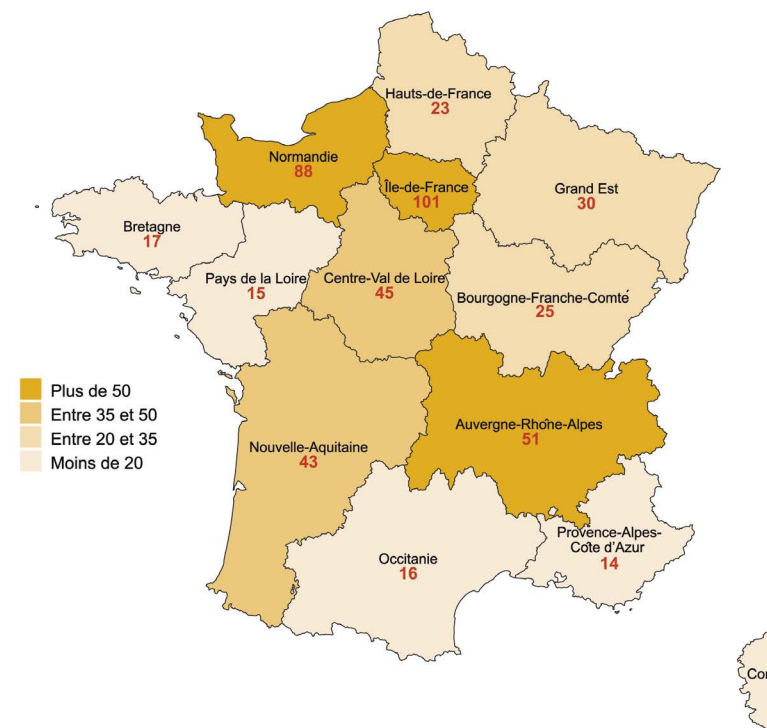 Hauts-de-France
23
Normandie
88
Île-de-France
101
Grand Est
30
Bretagne
17
Pays de la Loire
15
Centre-Val de Loire
45
Bourgogne-Franche-Comté
25
Plus de 50
Entre 35 et 50
Entre 20 et 35
Moins de 20
Auvergne-Rhône-Alpes
51
Nouvelle-Aquitaine
43
Provence-Alpes-
Côte d'Azur
14
Occitanie
16